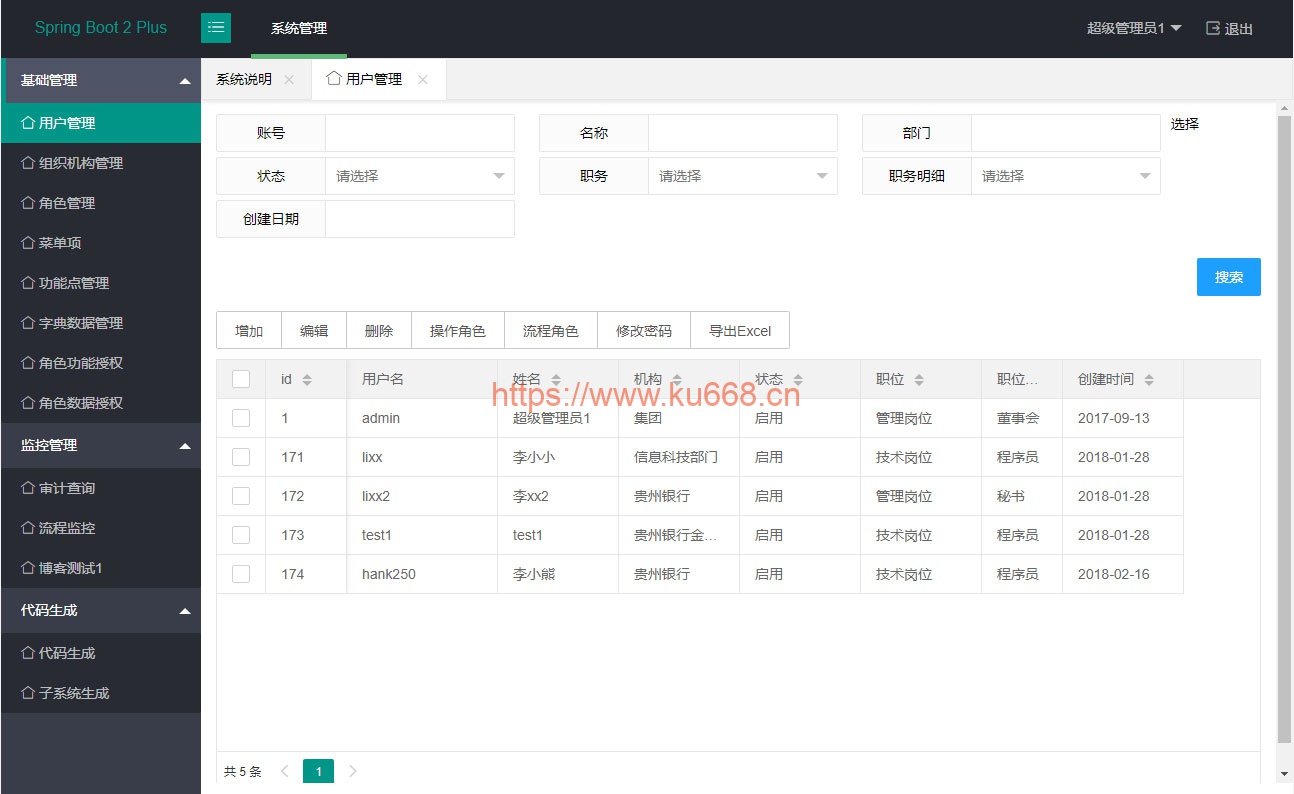 Spring Boot 2 Plus
系统管理
超级管理员1
退出
基础管理
用户管理
组织机构管理
角色管理
菜单项
功能点管理
字典数据管理
角色功能授权
角色数据授权
监控管理
审计查询
流程监控
博客测试1
代码生成
代码生成
子系统生成
系统说明
用户管理
账号 名称 部门 选择
状态 请选择 职务 请选择 职务明细 请选择
创建日期
搜索
增加 编辑 删除 操作角色 流程角色 修改密码 导出Excel
id 用户名 姓名 机构 状态 职位 职位... 创建时间
https://www.ku668.cn
1 admin 超级管理员1 集团 启用 管理岗位 董事会 2017-09-13
171 lixx 李小小 信息科技部门 启用 技术岗位 程序员 2018-01-28
172 lixx2 李xx2 贵州银行 启用 管理岗位 秘书 2018-01-28
173 test1 test1 贵州银行金... 启用 技术岗位 程序员 2018-01-28
174 hank250 李小熊 贵州银行 启用 技术岗位 程序员 2018-02-16
共 5 条 1